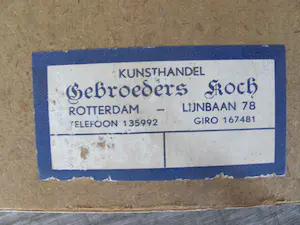 KUNSTHANDEL
Gebroeders Koch
ROTTERDAM - LIJNBAAN 78
TELEFOON 135992 GIRO 167481